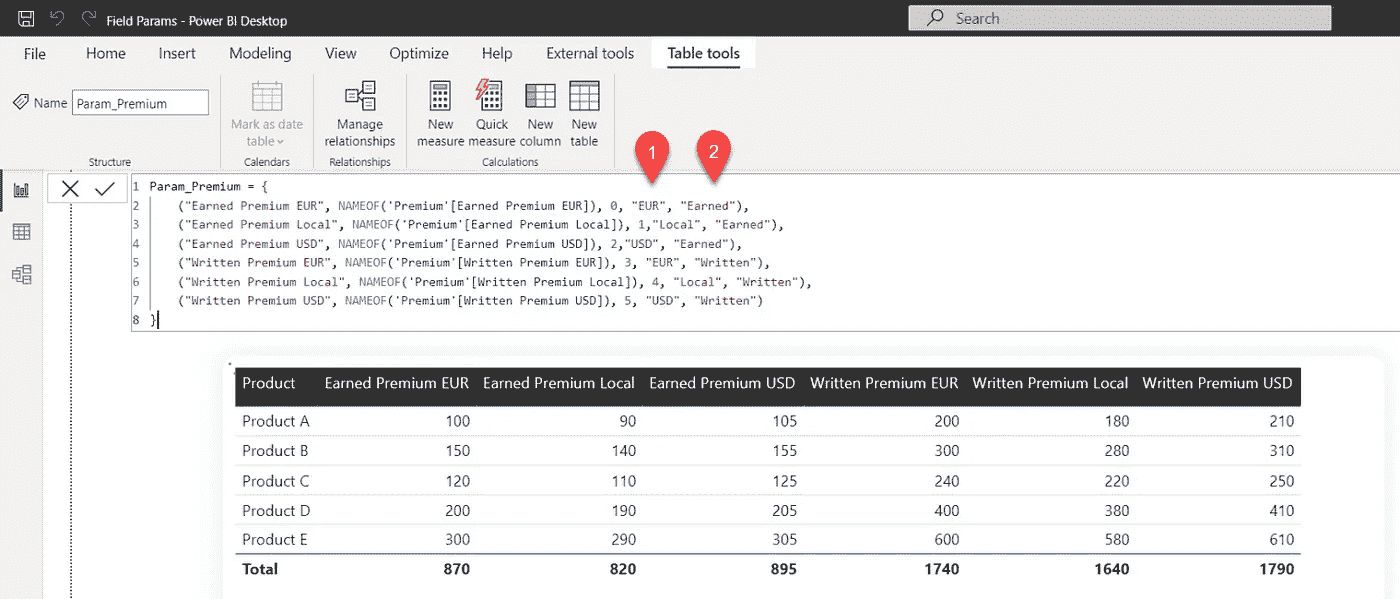 Field Params - Power BI Desktop
Search
File Home Insert Modeling View Optimize Help External tools Table tools
Name Param_Premium
Mark as date table
Manage relationships
New measure
Quick measure
New column
New table
Structure Calendars Relationships Calculations
1 2
1 Param_Premium = {
2 ("Earned Premium EUR", NAMEOF('Premium'[Earned Premium EUR]), 0, "EUR", "Earned"),
3 ("Earned Premium Local", NAMEOF('Premium'[Earned Premium Local]), 1,"Local", "Earned"),
4 ("Earned Premium USD", NAMEOF('Premium'[Earned Premium USD]), 2,"USD", "Earned"),
5 ("Written Premium EUR", NAMEOF('Premium'[Written Premium EUR]), 3, "EUR", "Written"),
6 ("Written Premium Local", NAMEOF('Premium'[Written Premium Local]), 4, "Local", "Written"),
7 ("Written Premium USD", NAMEOF('Premium'[Written Premium USD]), 5, "USD", "Written")
8 }
Product Earned Premium EUR Earned Premium Local Earned Premium USD Written Premium EUR Written Premium Local Written Premium USD
Product A 100 90 105 200 180 210
Product B 150 140 155 300 280 310
Product C 120 110 125 240 220 250
Product D 200 190 205 400 380 410
Product E 300 290 305 600 580 610
Total 870 820 895 1740 1640 1790